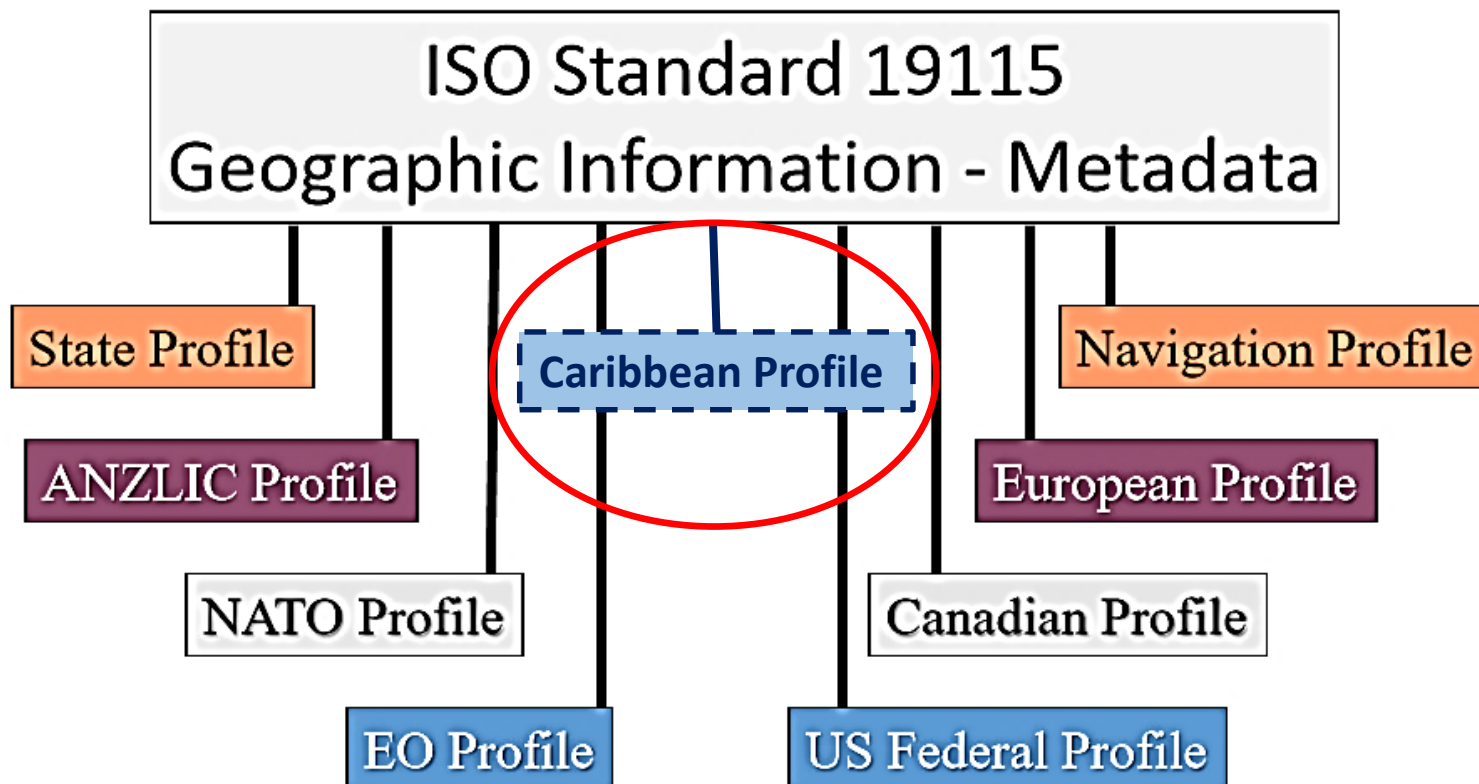 ISO Standard 19115
Geographic Information - Metadata
State Profile
Caribbean Profile
Navigation Profile
ANZLIC Profile
European Profile
NATO Profile
Canadian Profile
EO Profile
US Federal Profile